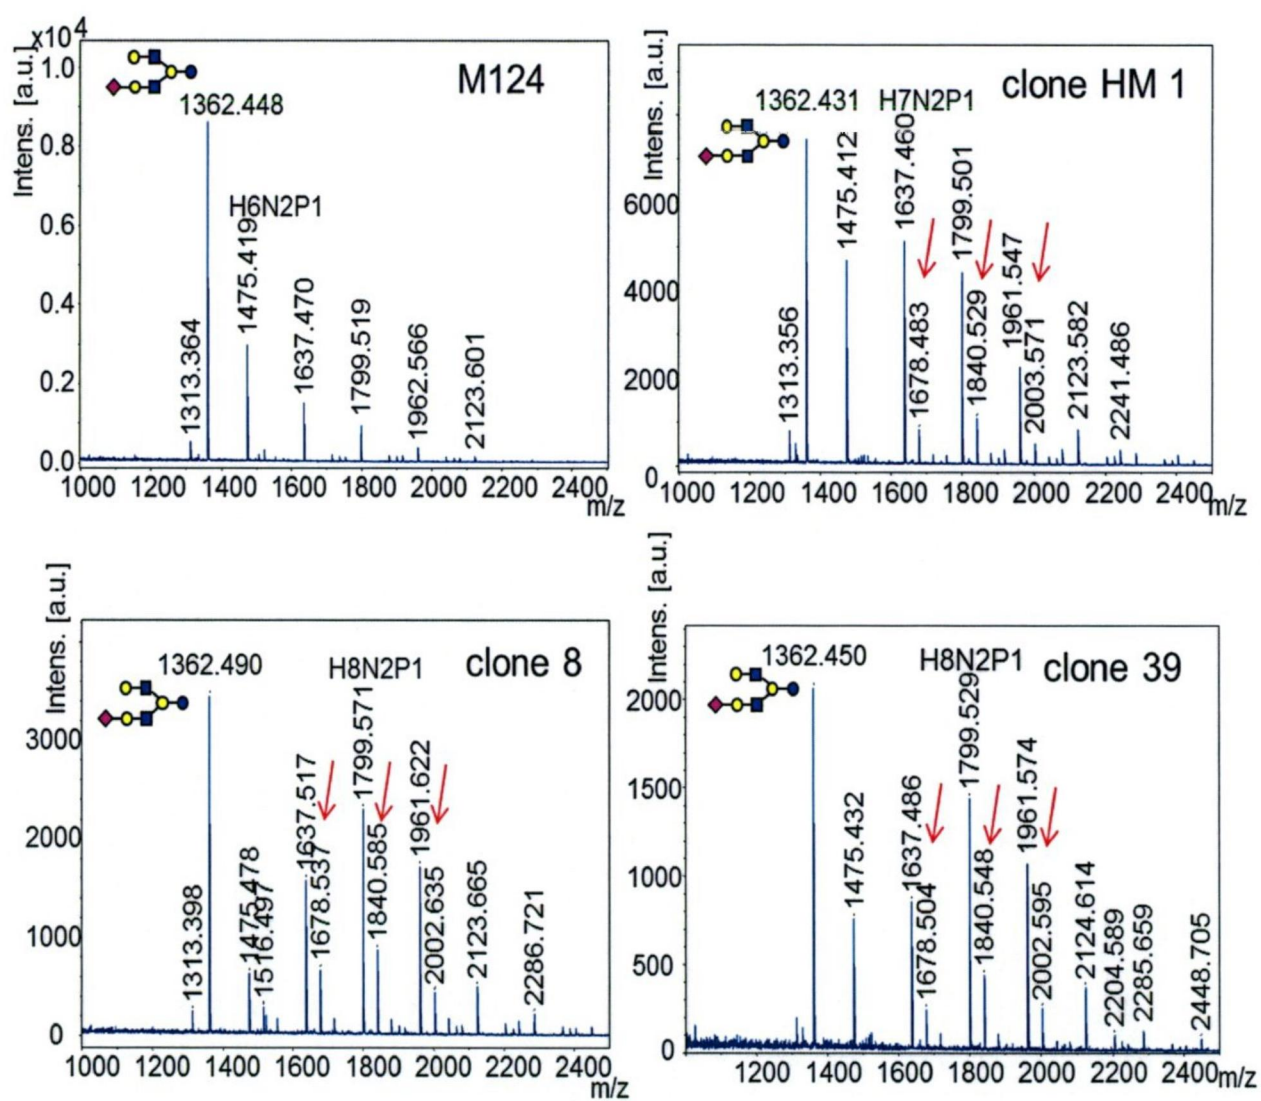 x10⁴
Intens. [a.u.]
M124
1.0
0.8
0.6
0.4
0.2
0.0
1362.448
H6N2P1
1313.364
1475.419
1637.470
1799.519
1962.566
2123.601
1000 1200 1400 1600 1800 2000 2200 2400
m/z
Intens. [a.u.]
clone HM 1
1362.431 H7N2P1
6000
4000
2000
0
1313.356
1475.412
1637.460
1678.483
1799.501
1840.529
1961.547
2003.571
2123.582
2241.486
1000 1200 1400 1600 1800 2000 2200 2400
m/z
Intens. [a.u.]
clone 8
1362.490
H8N2P1
3000
2000
1000
0
1313.398
1475.478
1516.497
1637.517
1678.537
1799.571
1840.585
1961.622
2002.635
2123.665
2286.721
1000 1200 1400 1600 1800 2000 2200 2400
m/z
Intens. [a.u.]
clone 39
1362.450
H8N2P1
2000
1500
1000
500
0
1475.432
1637.486
1678.504
1799.529
1840.548
1961.574
2002.595
2124.614
2204.589
2285.659
2448.705
1200 1400 1600 1800 2000 2200 2400
m/z